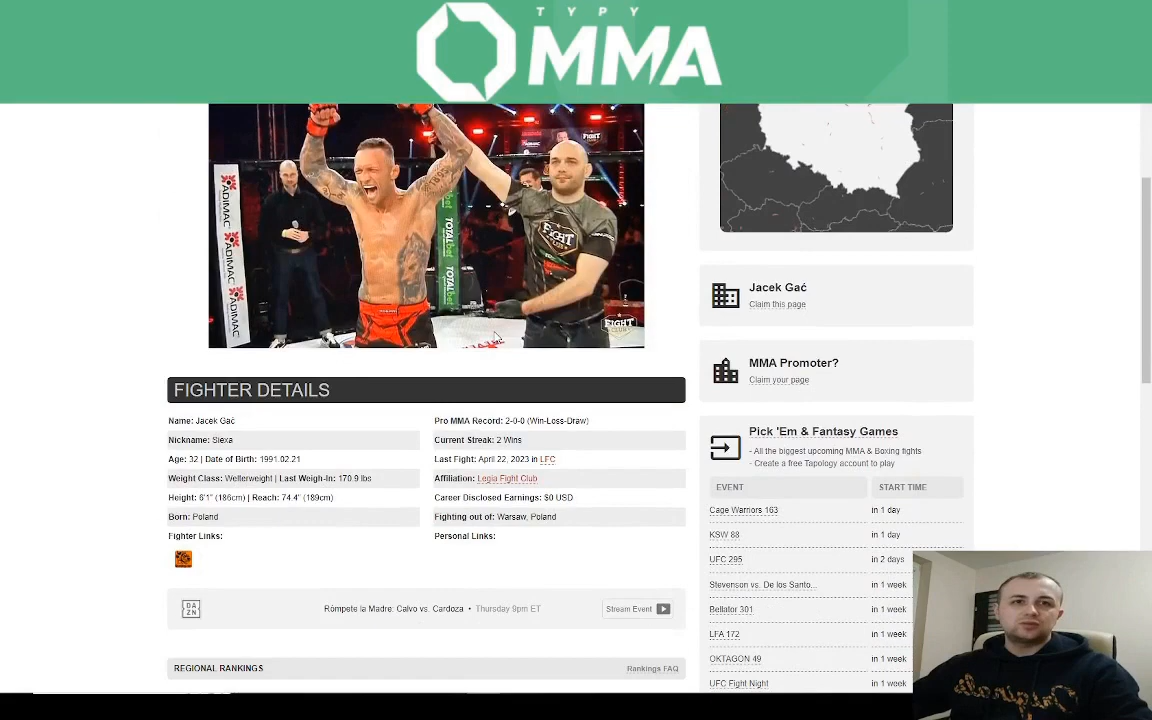 TYPY
MMA
ADIMAC
ADIMAC
TOTALbet
TOTALbet
FIGHT
FIGHT
Jacek Gać
Claim this page
MMA Promoter?
Claim your page
FIGHTER DETAILS
Name: Jacek Gać
Pro MMA Record: 2-0-0 (Win-Loss-Draw)
Nickname: Siexa
Current Streak: 2 Wins
Age: 32 | Date of Birth: 1991.02.21
Last Fight: April 22, 2023 in LFC
Weight Class: Welterweight | Last Weigh-In: 170.9 lbs
Affiliation: Legia Fight Club
Height: 6'1" (186cm) | Reach: 74.4" (189cm)
Career Disclosed Earnings: $0 USD
Born: Poland
Fighting out of: Warsaw, Poland
Fighter Links:
Personal Links:
DAZN
Rómpete la Madre: Calvo vs. Cardoza • Thursday 9pm ET
Stream Event
REGIONAL RANKINGS
Rankings FAQ
Pick 'Em & Fantasy Games
- All the biggest upcoming MMA & Boxing fights
- Create a free Tapology account to play
EVENT
START TIME
Cage Warriors 163
in 1 day
KSW 88
in 1 day
UFC 295
in 2 days
Stevenson vs. De los Santo...
in 1 week
Bellator 301
in 1 week
LFA 172
in 1 week
OKTAGON 49
in 1 week
UFC Fight Night
in 1 week